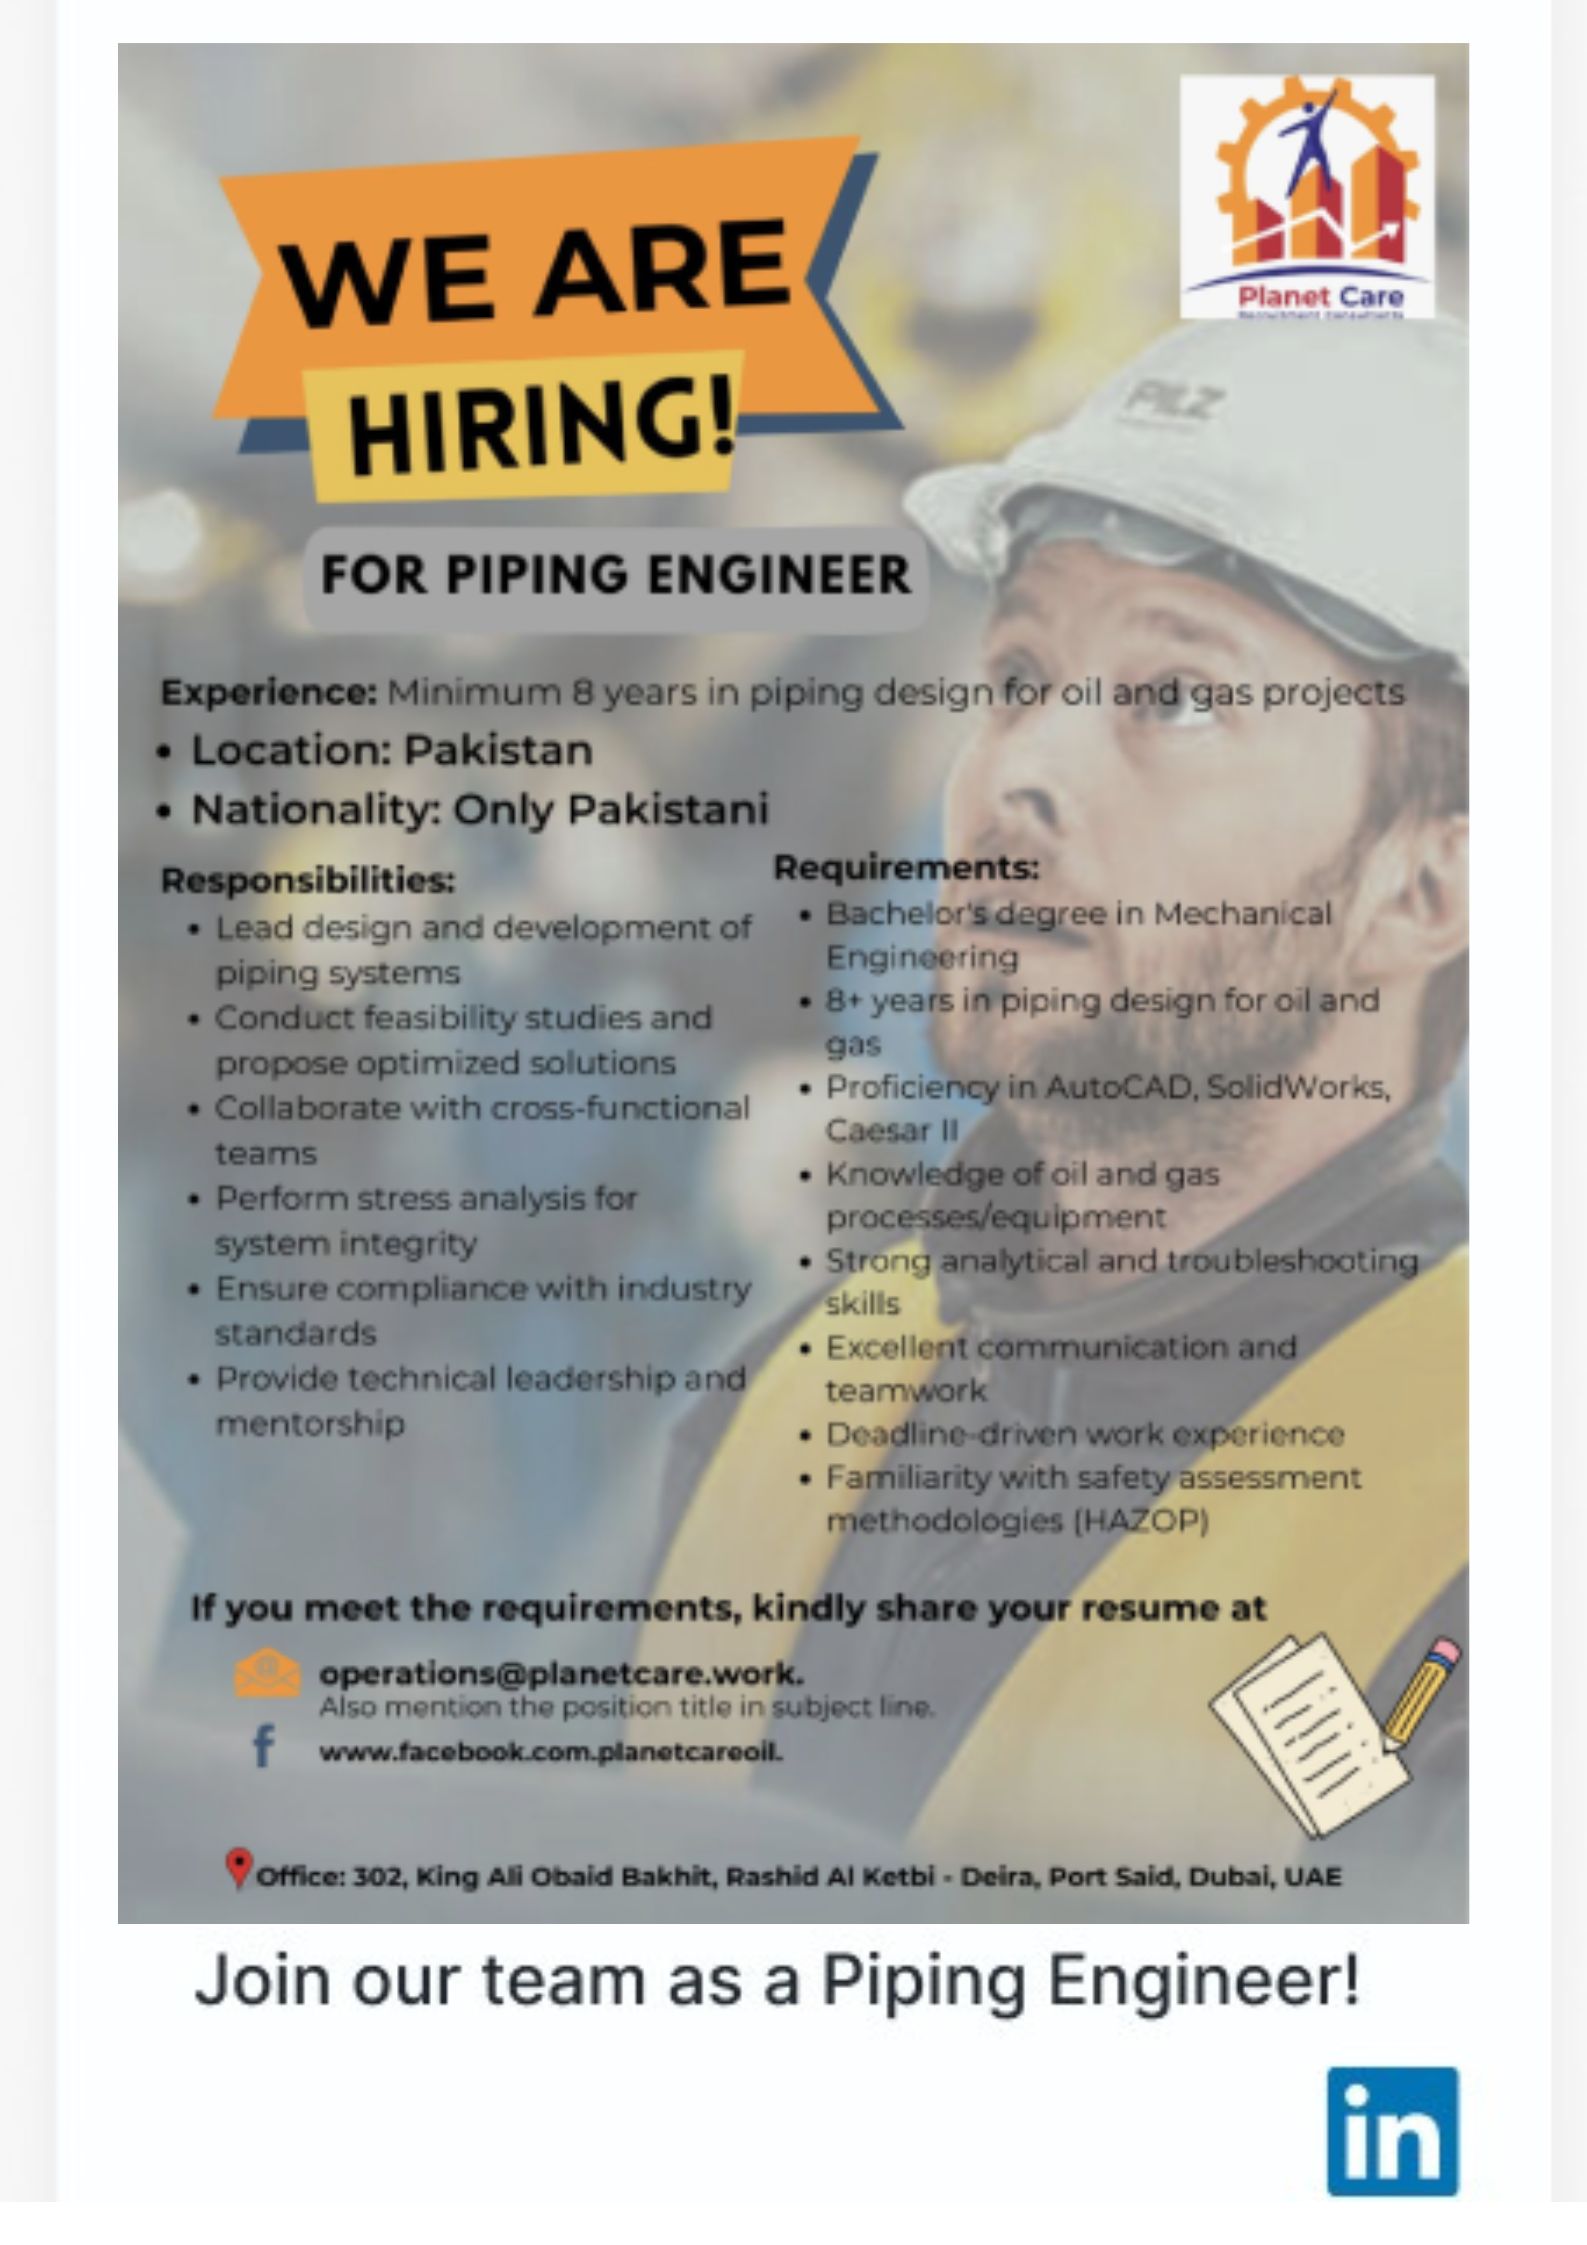 Planet Care
Recruitment Consultants
WE ARE
HIRING!
PILZ
FOR PIPING ENGINEER
Experience: Minimum 8 years in piping design for oil and gas projects
• Location: Pakistan
• Nationality: Only Pakistani
Responsibilities:
• Lead design and development of
piping systems
• Conduct feasibility studies and
propose optimized solutions
• Collaborate with cross-functional
teams
• Perform stress analysis for
system integrity
• Ensure compliance with industry
standards
• Provide technical leadership and
mentorship
Requirements:
• Bachelor's degree in Mechanical
Engineering
• 8+ years in piping design for oil and
gas
• Proficiency in AutoCAD, SolidWorks,
Caesar II
• Knowledge of oil and gas
processes/equipment
• Strong analytical and troubleshooting
skills
• Excellent communication and
teamwork
• Deadline-driven work experience
• Familiarity with safety assessment
methodologies (HAZOP)
If you meet the requirements, kindly share your resume at
operations@planetcare.work.
Also mention the position title in subject line.
www.facebook.com.planetcareoil.
Office: 302, King Ali Obaid Bakhit, Rashid Al Ketbi - Deira, Port Said, Dubai, UAE
Join our team as a Piping Engineer!
in